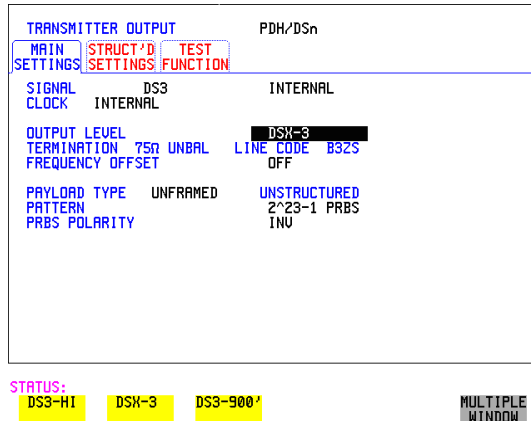 TRANSMITTER OUTPUT PDH/DSn
MAIN SETTINGS STRUCT'D SETTINGS TEST FUNCTION
SIGNAL DS3 INTERNAL
CLOCK INTERNAL
OUTPUT LEVEL DSX-3
TERMINATION 75Ω UNBAL LINE CODE B3ZS
FREQUENCY OFFSET OFF
PAYLOAD TYPE UNFRAMED UNSTRUCTURED
PATTERN 2^23-1 PRBS
PRBS POLARITY INV
STATUS:
DS3-HI DSX-3 DS3-900' MULTIPLE WINDOW